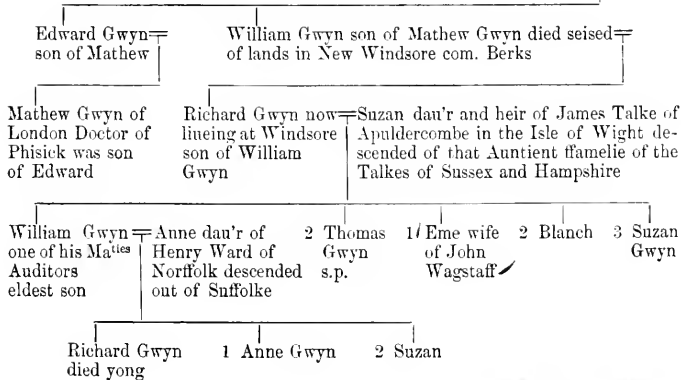 Edward Gwyn
son of Mathew
William Gwyn son of Mathew Gwyn died seised
of lands in New Windsore com. Berks
Mathew Gwyn of
London Doctor of
Phisick was son
of Edward
Richard Gwyn now
liueing at Windsore
son of William
Gwyn
Suzan dau'r and heir of James Talke of
Apuldercombe in the Isle of Wight de-
scended of that Auntient ffamelie of the
Talkes of Sussex and Hampshire
William Gwyn
one of his Maties
Auditors
eldest son
Anne dau'r of
Henry Ward of
Norffolk descended
out of Suffolke
2 Thomas
Gwyn
s.p.
1 Eme wife
of John
Wagstaff
2 Blanch
3 Suzan
Gwyn
Richard Gwyn
died yong
1 Anne Gwyn
2 Suzan